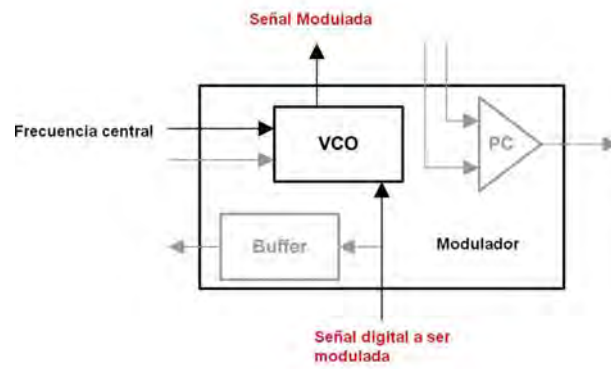 Señal Modulada
Frecuencia central
VCO
PC
Buffer
Modulador
Señal digital a ser
modulada